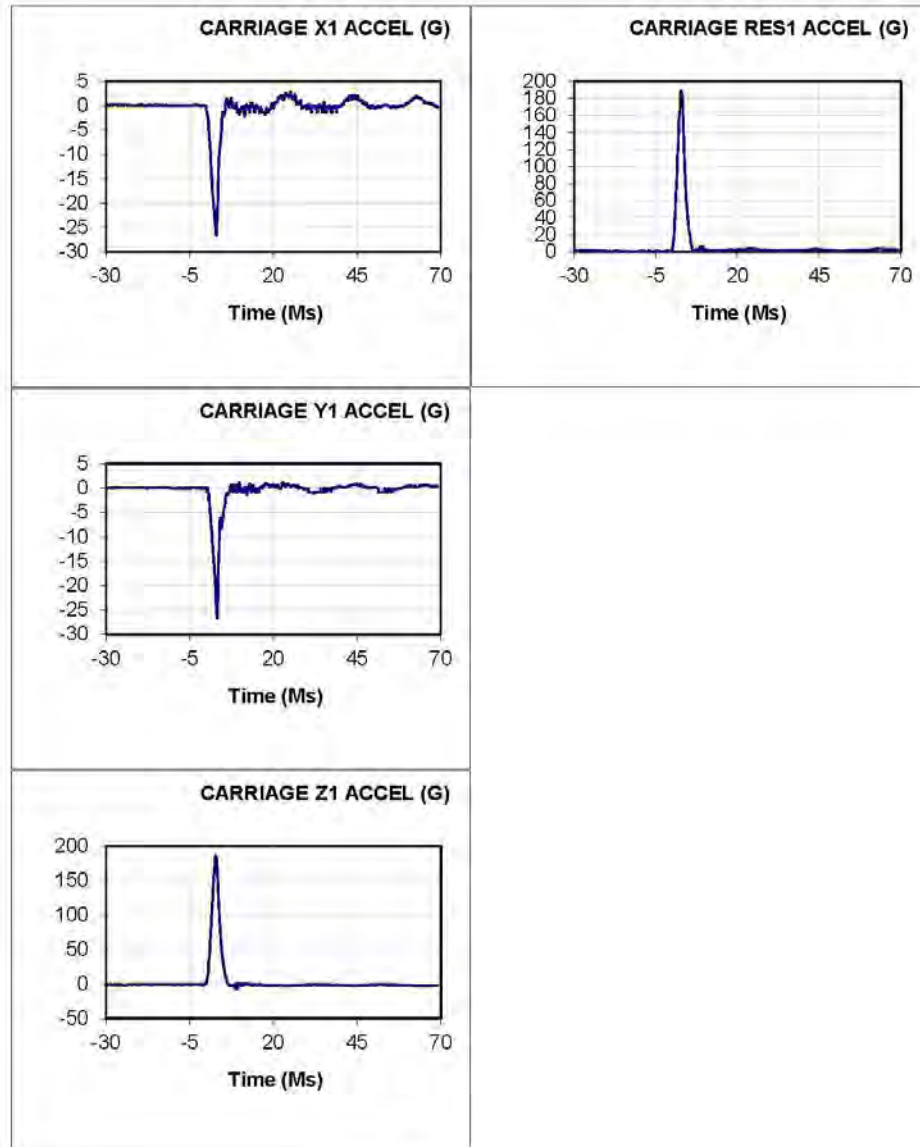 CARRIAGE X1 ACCEL (G)
5
0
-5
-10
-15
-20
-25
-30
-30 -5 20 45 70
Time (Ms)
CARRIAGE RES1 ACCEL (G)
200
180
160
140
120
100
80
60
40
20
0
-30 -5 20 45 70
Time (Ms)
CARRIAGE Y1 ACCEL (G)
5
0
-5
-10
-15
-20
-25
-30
-30 -5 20 45 70
Time (Ms)
CARRIAGE Z1 ACCEL (G)
200
150
100
50
0
-50
-30 -5 20 45 70
Time (Ms)